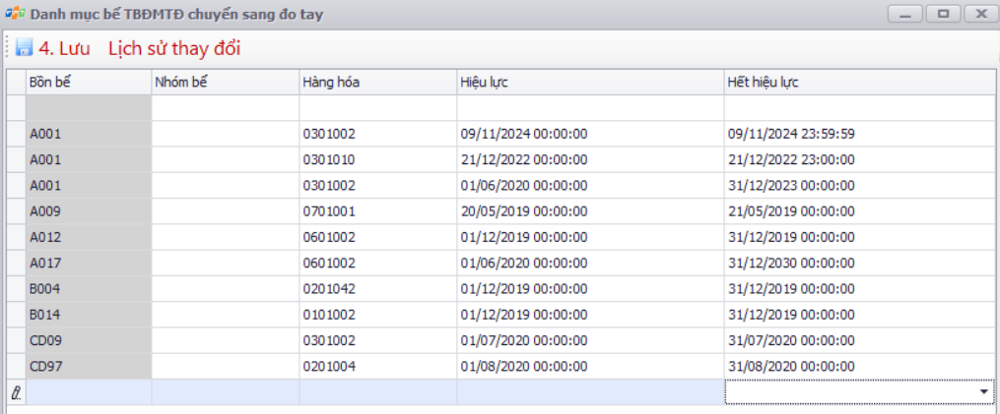 Danh mục bể TBĐMTĐ chuyển sang đo tay
4. Lưu Lịch sử thay đổi
Bồn bể Nhóm bể Hàng hóa Hiệu lực Hết hiệu lực
A001 0301002 09/11/2024 00:00:00 09/11/2024 23:59:59
A001 0301010 21/12/2022 00:00:00 21/12/2022 23:00:00
A001 0301002 01/06/2020 00:00:00 31/12/2023 00:00:00
A009 0701001 20/05/2019 00:00:00 21/05/2019 00:00:00
A012 0601002 01/12/2019 00:00:00 31/12/2019 00:00:00
A017 0601002 01/06/2020 00:00:00 31/12/2030 00:00:00
B004 0201042 01/12/2019 00:00:00 31/12/2019 00:00:00
B014 0101002 01/12/2019 00:00:00 31/12/2019 00:00:00
CD09 0301002 01/07/2020 00:00:00 31/07/2020 00:00:00
CD97 0201004 01/08/2020 00:00:00 31/08/2020 00:00:00